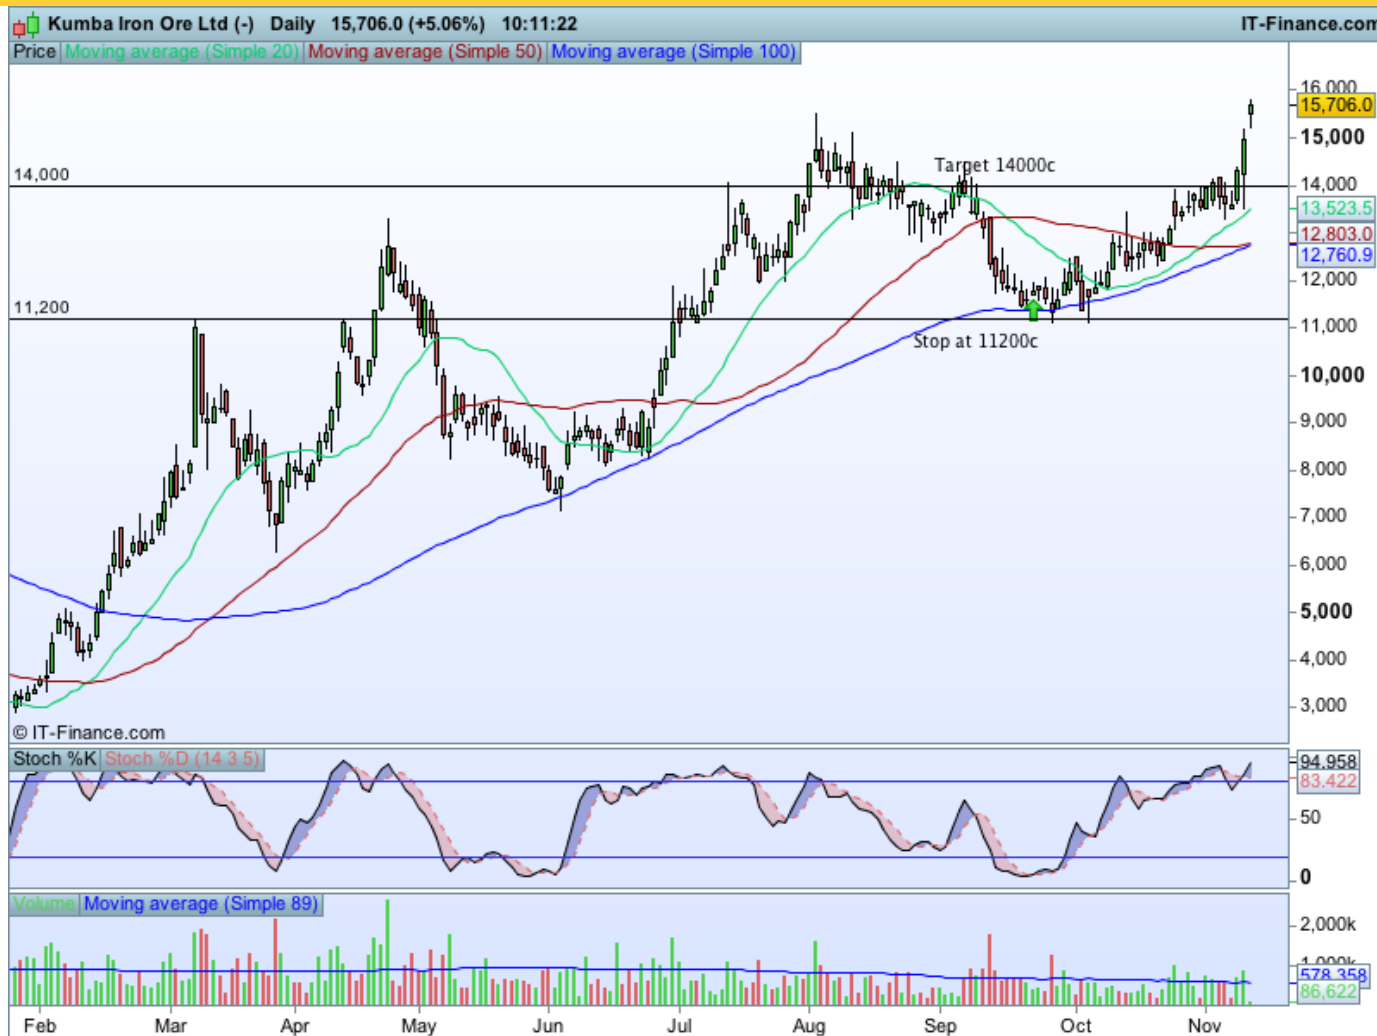 Kumba Iron Ore Ltd (-) Daily 15,706.0 (+5.06%) 10:11:22 IT-Finance.com
Price Moving average (Simple 20) Moving average (Simple 50) Moving average (Simple 100)
16,000
15,706.0
15,000
Target 14000c
14,000 14,000
13,523.5
12,803.0
12,760.9
12,000
11,200 11,000
Stop at 11200c
10,000
9,000
8,000
7,000
6,000
5,000
4,000
3,000
© IT-Finance.com
Stoch %K Stoch %D (14 3 5) 94.958
83.422
50
0
Volume Moving average (Simple 89)
2,000k
1,000k
578,358
86,622
Feb Mar Apr May Jun Jul Aug Sep Oct Nov